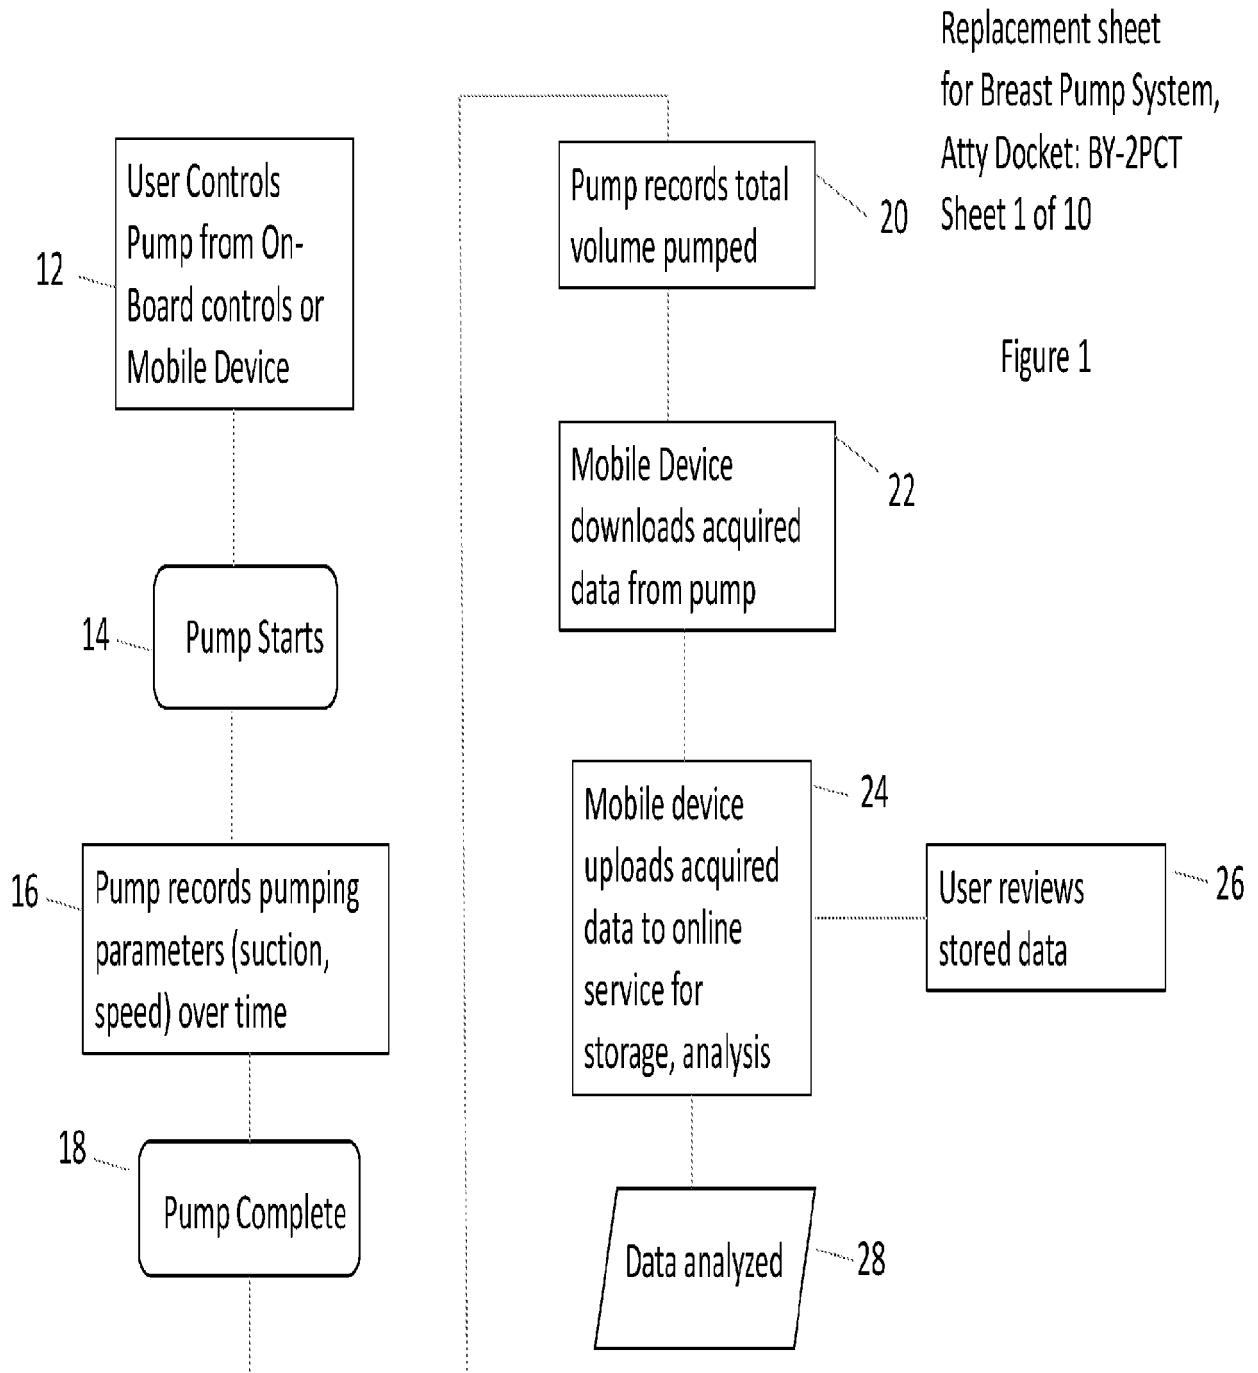 Replacement sheet
for Breast Pump System,
Atty Docket: BY-2PCT
Sheet 1 of 10
Figure 1
12
User Controls
Pump from On-
Board controls or
Mobile Device
14
Pump Starts
16
Pump records pumping
parameters (suction,
speed) over time
18
Pump Complete
Pump records total
volume pumped
20
Mobile Device
downloads acquired
data from pump
22
Mobile device
uploads acquired
data to online
service for
storage, analysis
24
User reviews
stored data
26
Data analyzed
28